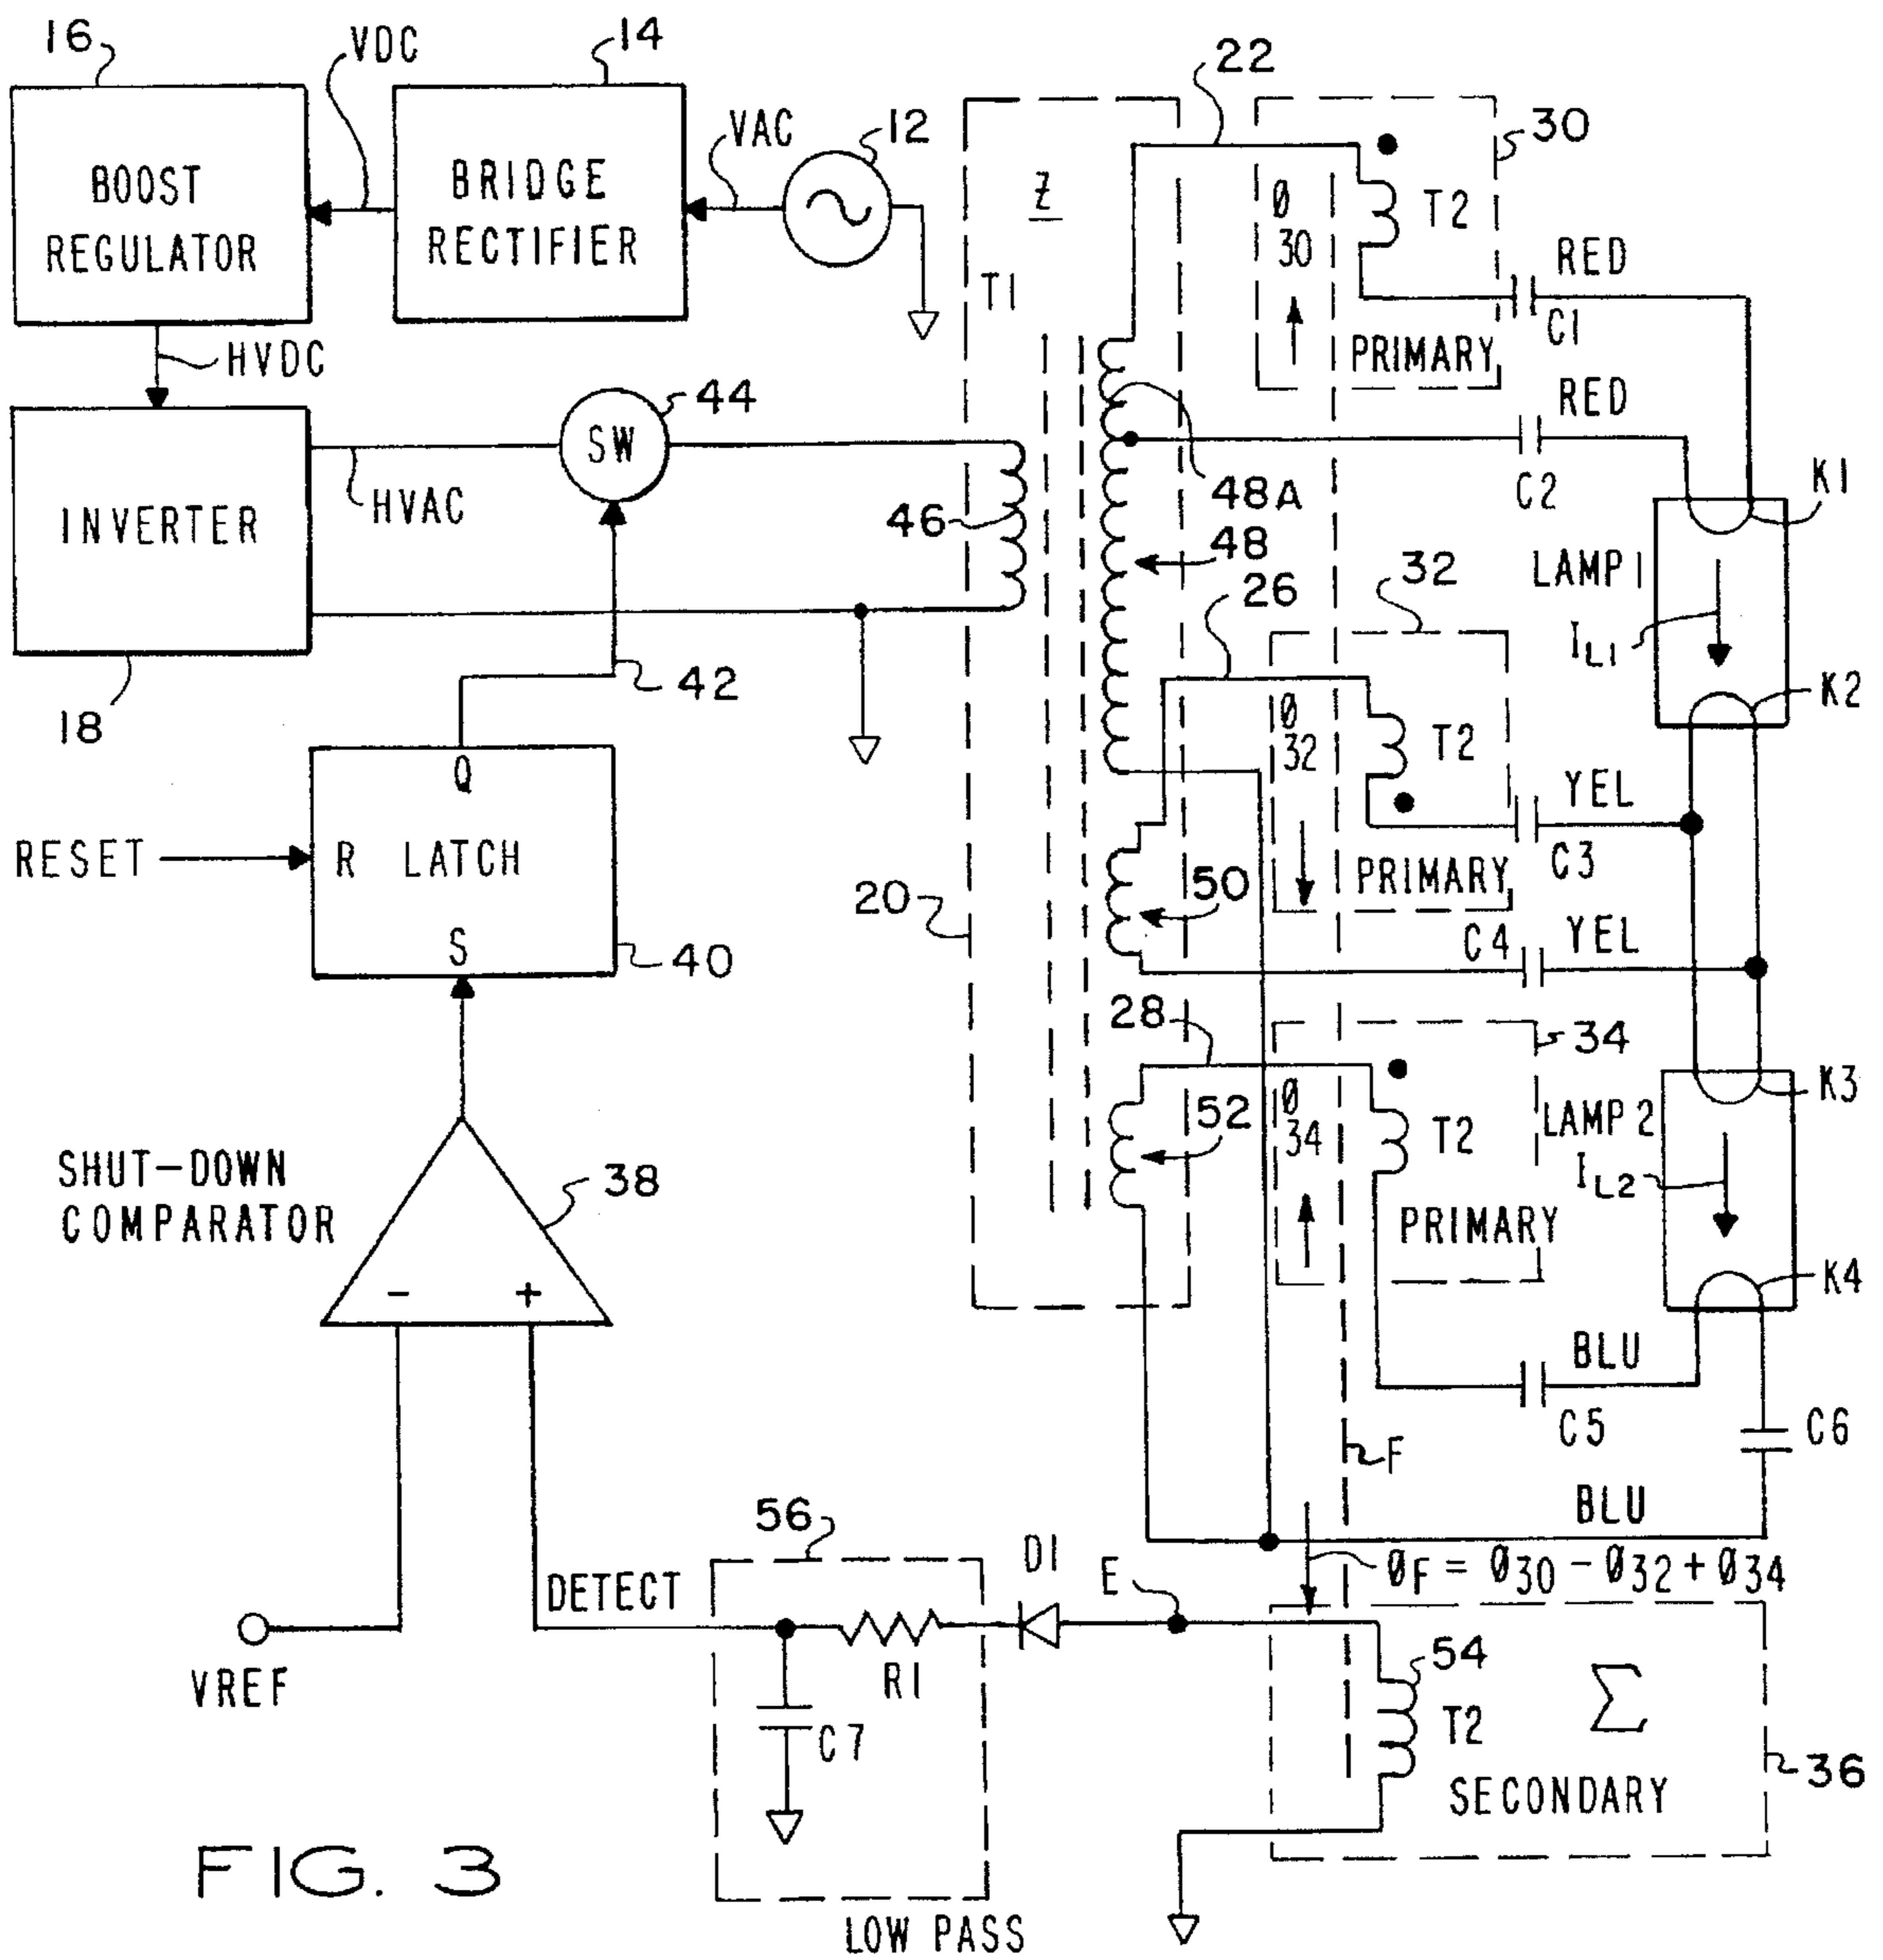 16
VDC
14
BOOST
REGULATOR
BRIDGE
RECTIFIER
VAC
12
22
30
Z
T1
Ø
30
T2
PRIMARY
RED
C1
HVDC
RED
INVERTER
18
HVAC
SW
44
46
48A
48
C2
K1
LAMP 1
IL1
K2
26
32
Ø
32
T2
PRIMARY
YEL
C3
42
Q
RESET
R LATCH
S
40
20
50
C4
YEL
28
34
52
Ø
34
T2
PRIMARY
LAMP 2
K3
IL2
K4
SHUT-DOWN
COMPARATOR
38
-
+
BLU
C5
C6
F
BLU
56
D1
E
ØF = Ø30 - Ø32 + Ø34
DETECT
VREF
R1
C7
54
T2
Σ
SECONDARY
36
FIG. 3
LOW PASS